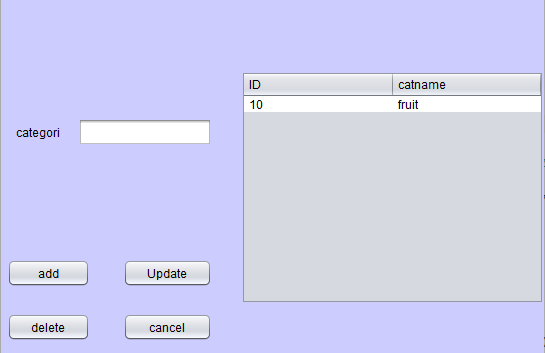 ID catname
10 fruit
categori
add Update
delete cancel